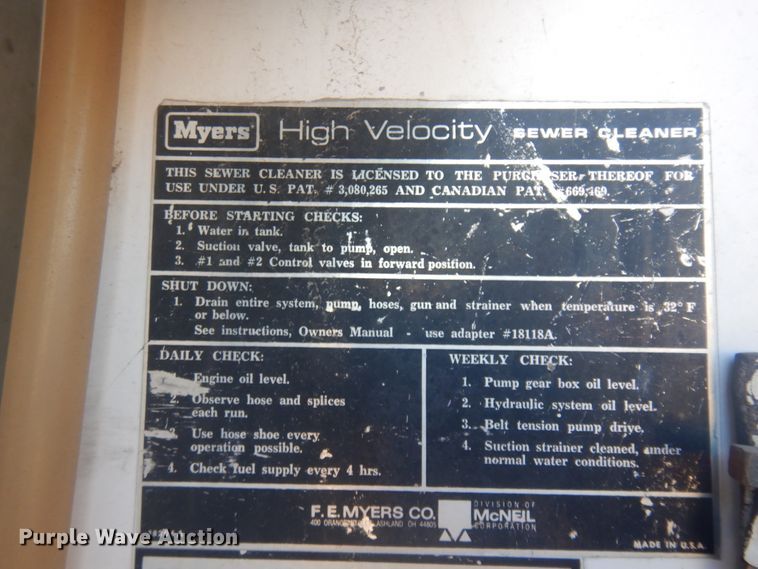 Myers High Velocity SEWER CLEANER
THIS SEWER CLEANER IS LICENSED TO THE PURCHASER THEREOF FOR
USE UNDER U.S. PAT. # 3,080,265 AND CANADIAN PAT.
BEFORE STARTING CHECKS:
1. Water in tank.
2. Suction valve, tank to pump, open.
3. #1 and #2 Control valves in forward position.
SHUT DOWN:
1. Drain entire system, pump, hoses, gun and strainer when temperature is 32° F
or below.
See instructions, Owners Manual - use adapter #18118A.
DAILY CHECK:
Engine oil level.
2. Observe hose and splices
each run.
3. Use hose shoe every
operation possible.
4. Check fuel supply every 4 hrs.
WEEKLY CHECK:
1. Pump gear box oil level.
2. Hydraulic system oil level.
3. Belt tension pump drive.
4. Suction strainer cleaned, under
normal water conditions.
F. E. MYERS CO.
400 ASHLAND OH 44805
DIVISION OF
McNEIL
CORPORATION
MADE IN U.S.A.
Purple Wave Auction